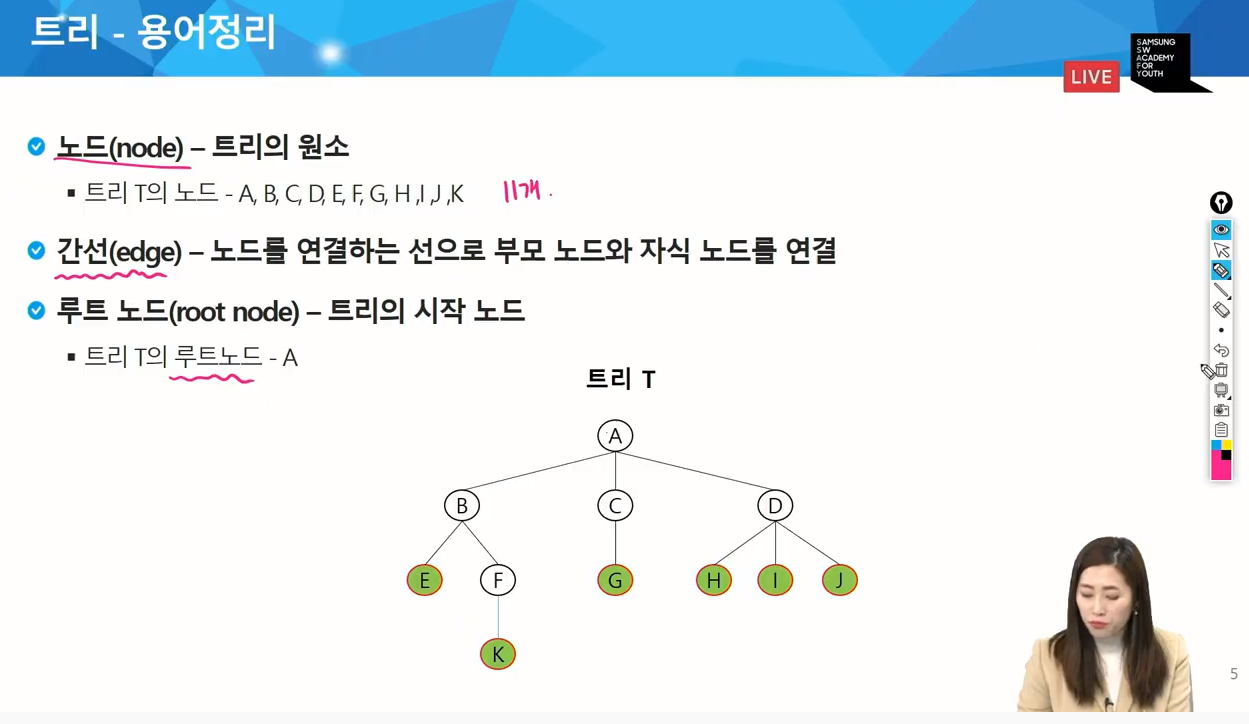 트리 - 용어정리
SAMSUNG
SW
ACADEMY
FOR
YOUTH
LIVE
노드(node) – 트리의 원소
트리 T의 노드 - A, B, C, D, E, F, G, H ,I ,J ,K 11개.
간선(edge) – 노드를 연결하는 선으로 부모 노드와 자식 노드를 연결
루트 노드(root node) – 트리의 시작 노드
트리 T의 루트노드 - A
트리 T
A
B C D
E F G H I J
K
5